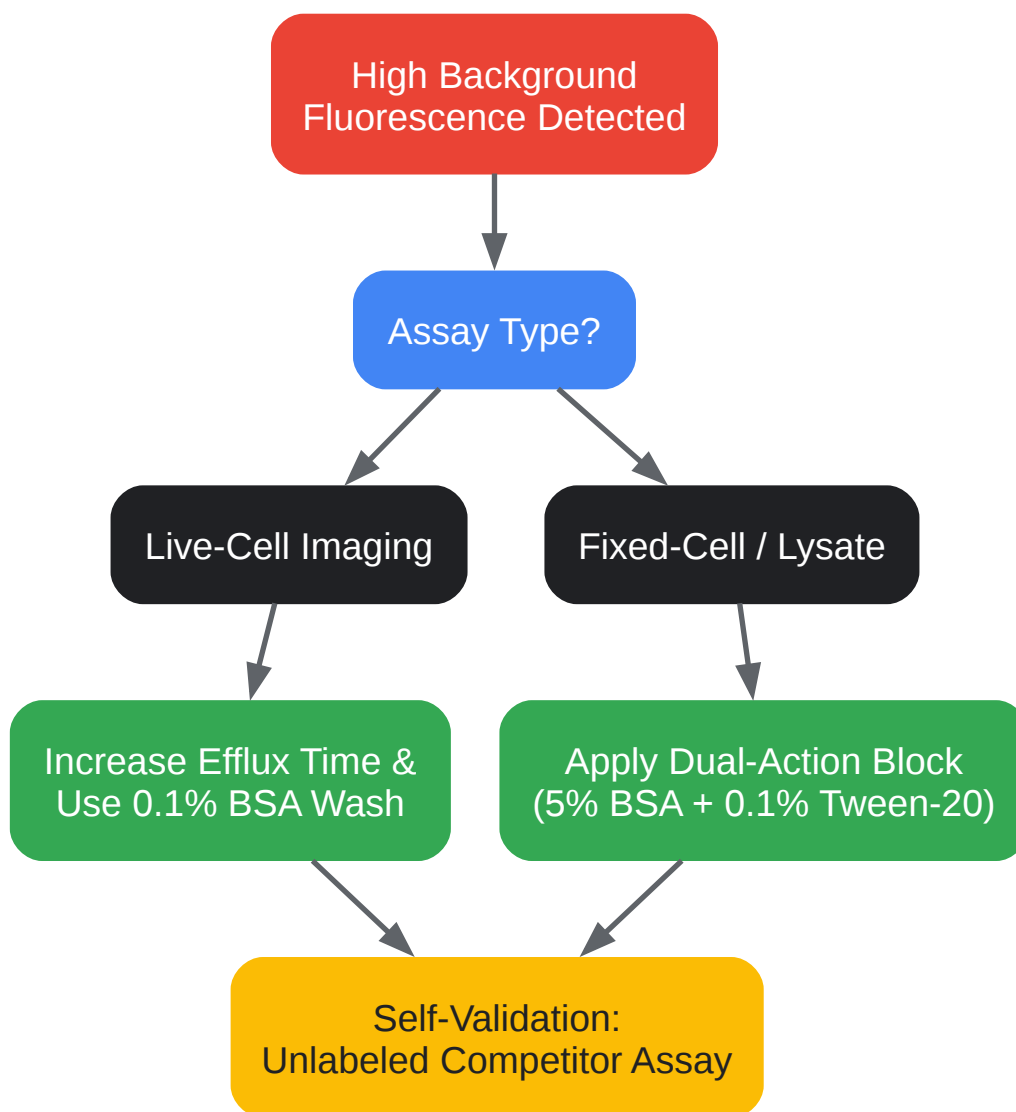 High Background
Fluorescence Detected
Assay Type?
Live-Cell Imaging
Fixed-Cell / Lysate
Increase Efflux Time &
Use 0.1% BSA Wash
Apply Dual-Action Block
(5% BSA + 0.1% Tween-20)
Self-Validation:
Unlabeled Competitor Assay